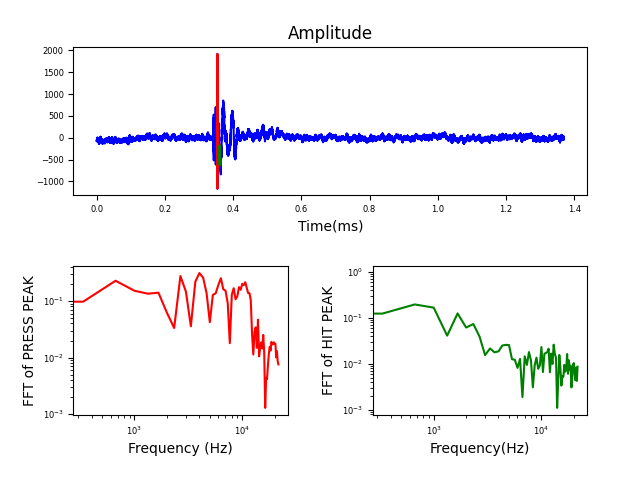 Amplitude
2000
1500
1000
500
0
−500
−1000
0.0 0.2 0.4 0.6 0.8 1.0 1.2 1.4
Time(ms)
FFT of PRESS PEAK
10⁻¹
10⁻²
10⁻³
10³ 10⁴
Frequency (Hz)
FFT of HIT PEAK
10⁰
10⁻¹
10⁻²
10⁻³
10³ 10⁴
Frequency(Hz)